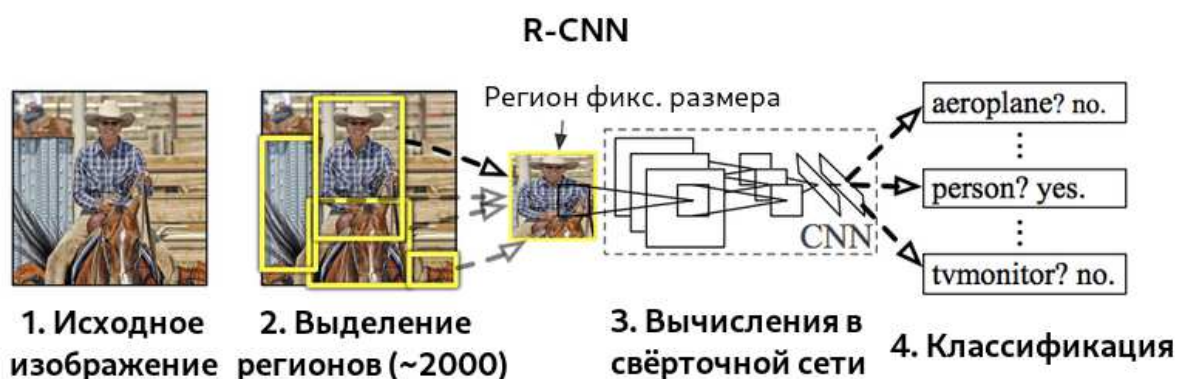 R-CNN
Регион фикс. размера
aeroplane? no.
person? yes.
tvmonitor? no.
CNN
1. Исходное
изображение
2. Выделение
регионов (~2000)
3. Вычисления в
свёрточной сети
4. Классификация